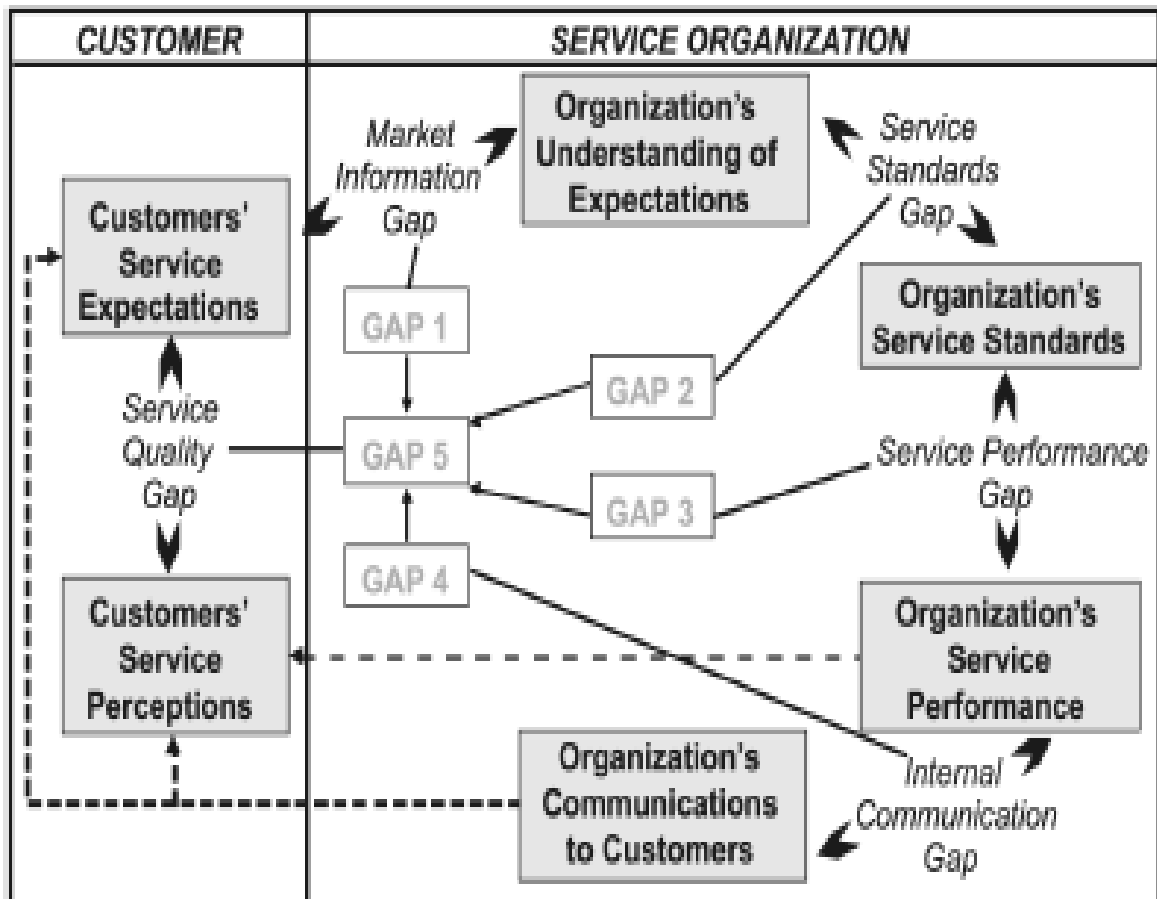 CUSTOMER
SERVICE ORGANIZATION
Organization's
Understanding of
Expectations
Market
Information
Gap
Service
Standards
Gap
Customers'
Service
Expectations
Organization's
Service Standards
GAP 1
GAP 2
Service
Quality
Gap
GAP 5
Service Performance
Gap
GAP 3
GAP 4
Customers'
Service
Perceptions
Organization's
Service
Performance
Organization's
Communications
to Customers
Internal
Communication
Gap